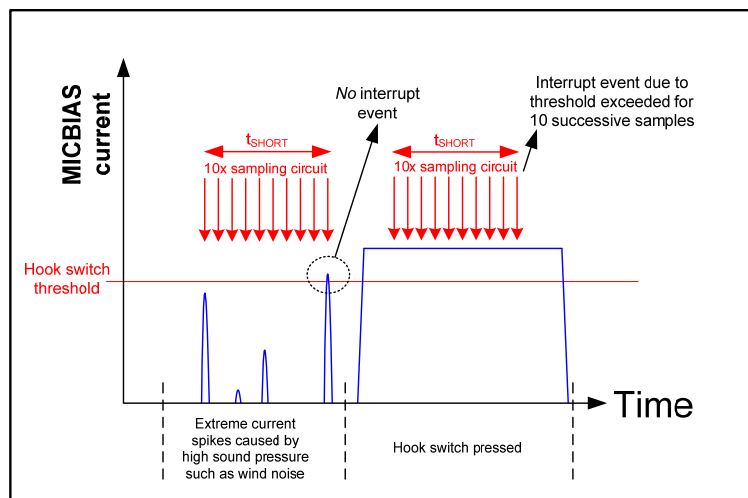 MICBIAS
current
No interrupt
event
Interrupt event due to
threshold exceeded for
10 successive samples
tSHORT
10x sampling circuit
tSHORT
10x sampling circuit
Hook switch
threshold
Time
Extreme current
spikes caused by
high sound pressure
such as wind noise
Hook switch pressed